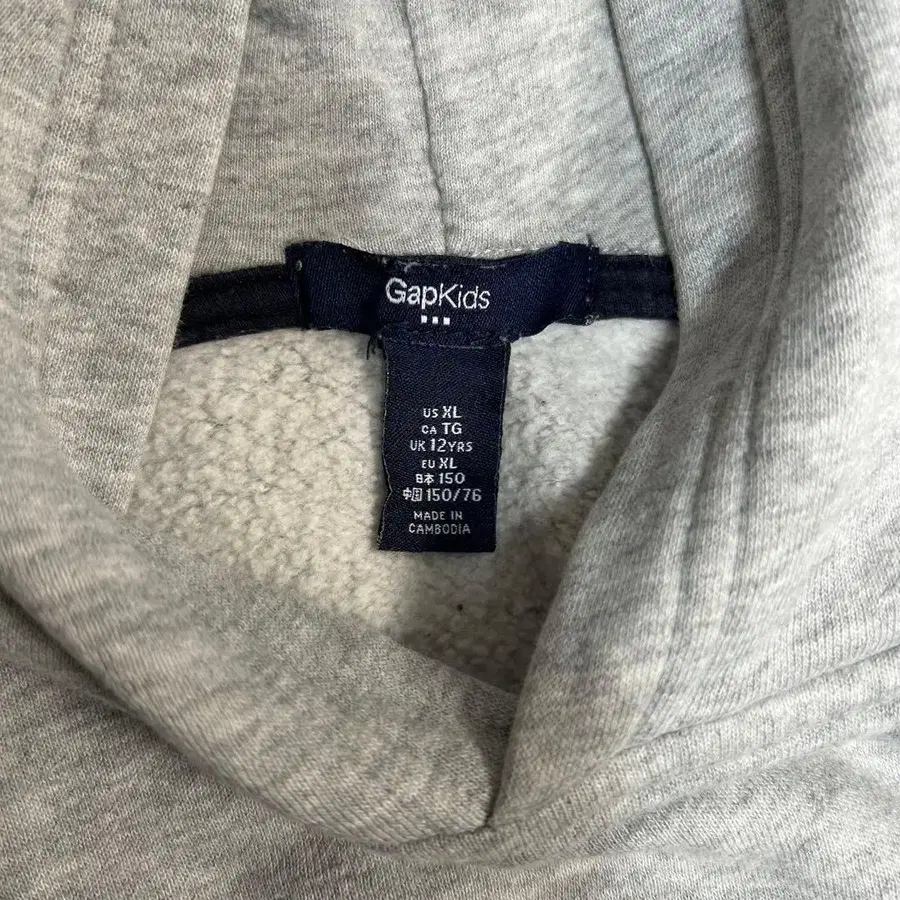 GapKids
US XL
CA TG
UK 12YRS
EU XL
日本 150
中国 150/76
MADE IN
CAMBODIA